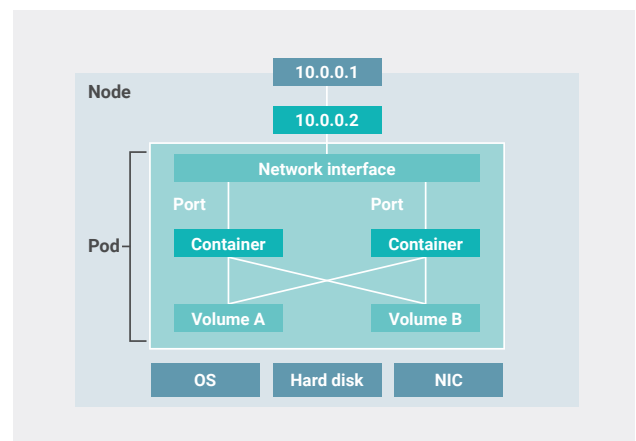 10.0.0.1
Node
10.0.0.2
Network interface
Port
Port
Container
Container
Pod
Volume A
Volume B
OS
Hard disk
NIC